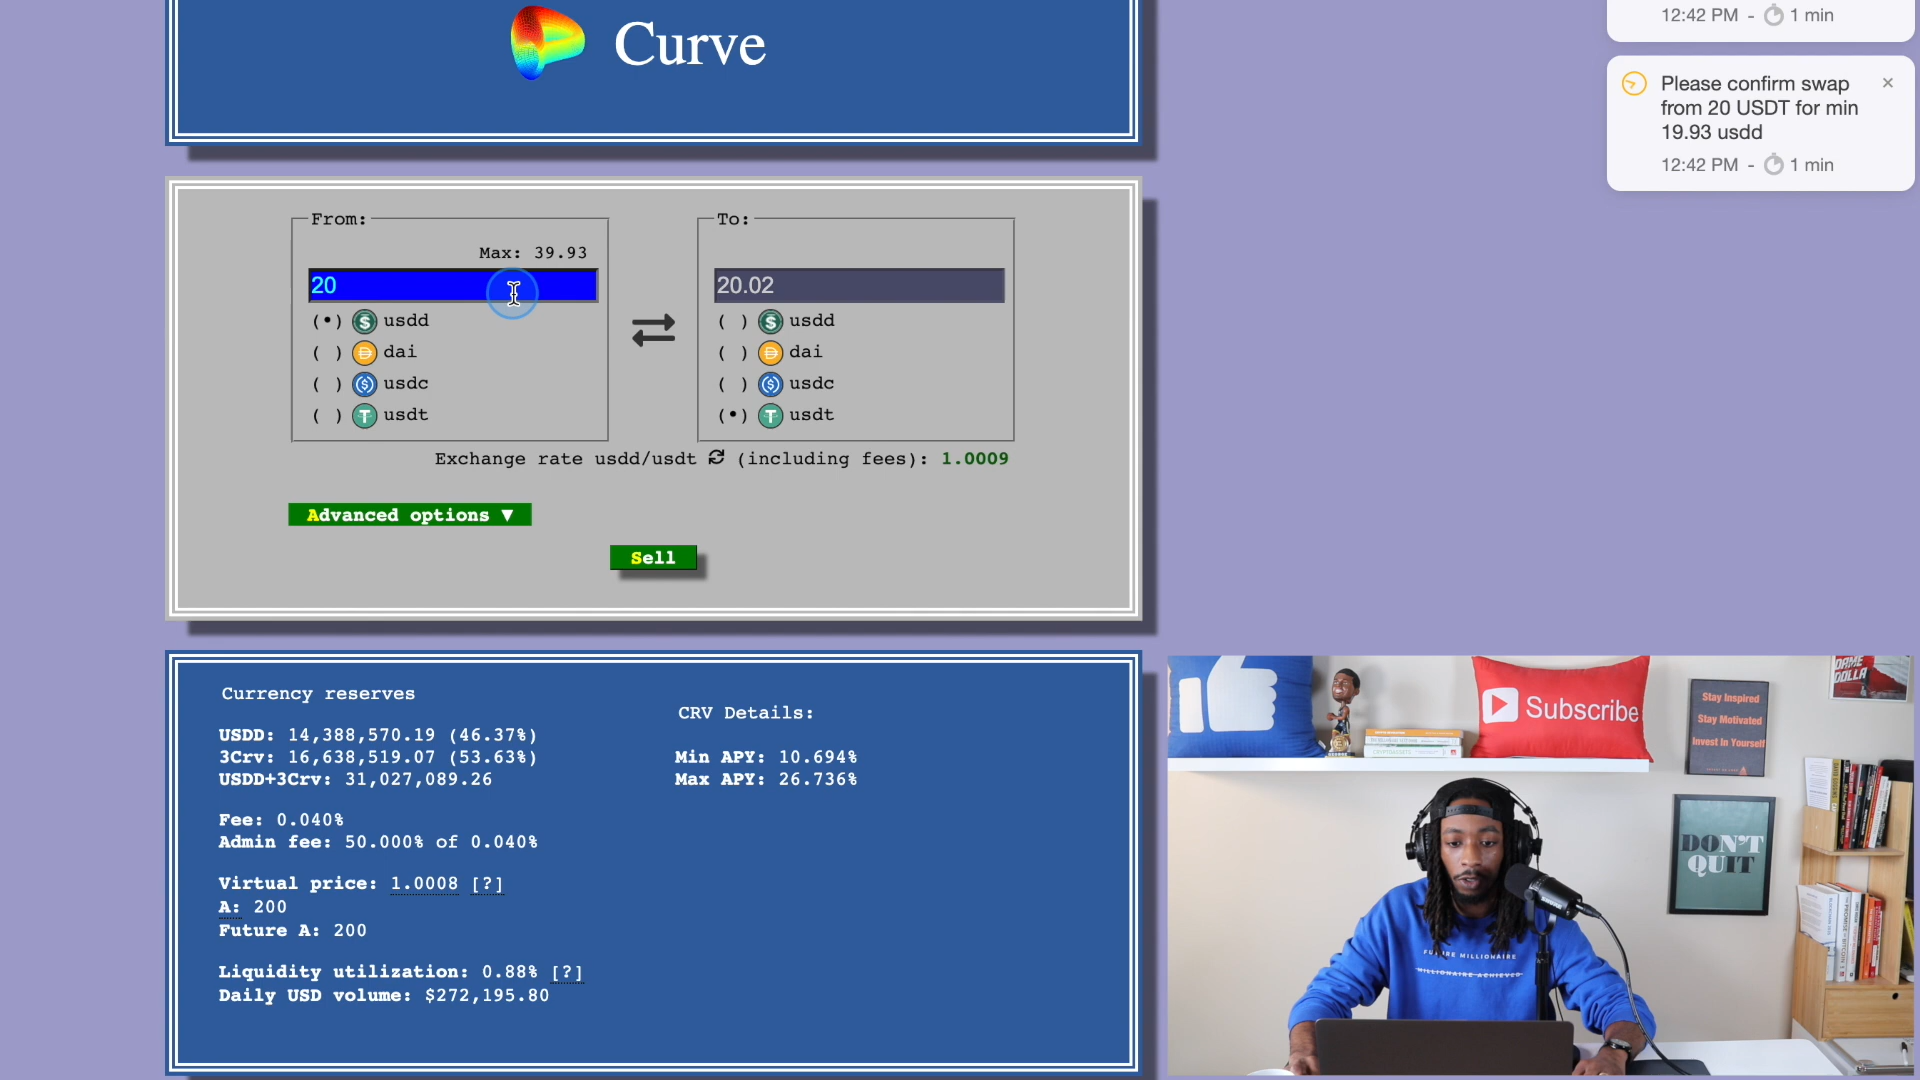 Curve
12:42 PM - 1 min
Please confirm swap
from 20 USDT for min
19.93 usdd
12:42 PM - 1 min
From:
Max: 39.93
20
(•) usdd
( ) dai
( ) usdc
( ) usdt
To:
20.02
( ) usdd
( ) dai
( ) usdc
(•) usdt
Exchange rate usdd/usdt (including fees): 1.0009
Advanced options ▼
Sell
Currency reserves
USDD: 14,388,570.19 (46.37%)
3Crv: 16,638,519.07 (53.63%)
USDD+3Crv: 31,027,089.26
Fee: 0.040%
Admin fee: 50.000% of 0.040%
Virtual price: 1.0008 [?]
A: 200
Future A: 200
Liquidity utilization: 0.88% [?]
Daily USD volume: $272,195.80
CRV Details:
Min APY: 10.694%
Max APY: 26.736%
Subscribe
Stay Inspired
Stay Motivated
Invest In Yourself
DAME
DOLLA
DON'T
QUIT
FUTURE MILLIONAIRE
MILLIONAIRE ACHIEVED